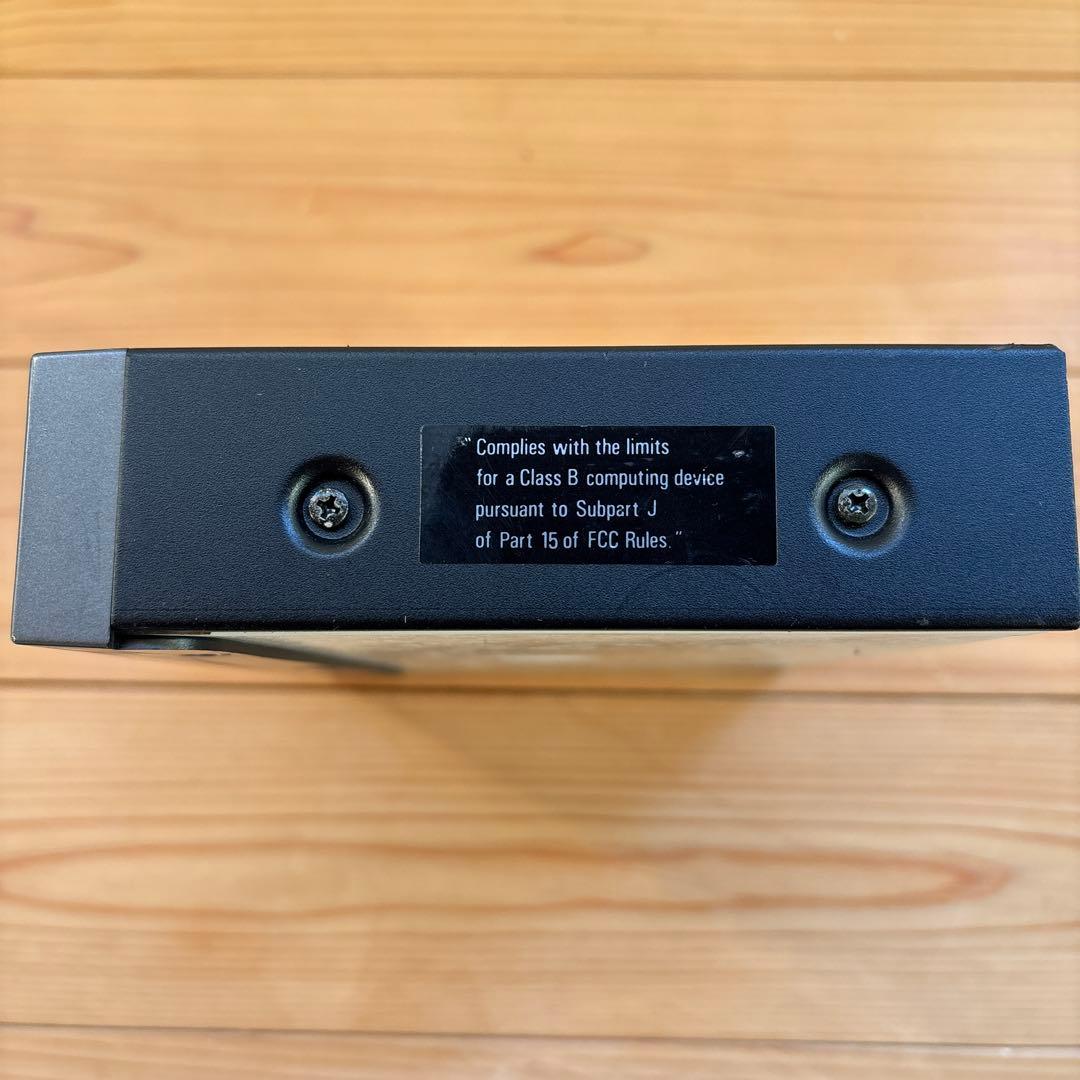 "Complies with the limits
for a Class B computing device
pursuant to Subpart J
of Part 15 of FCC Rules."